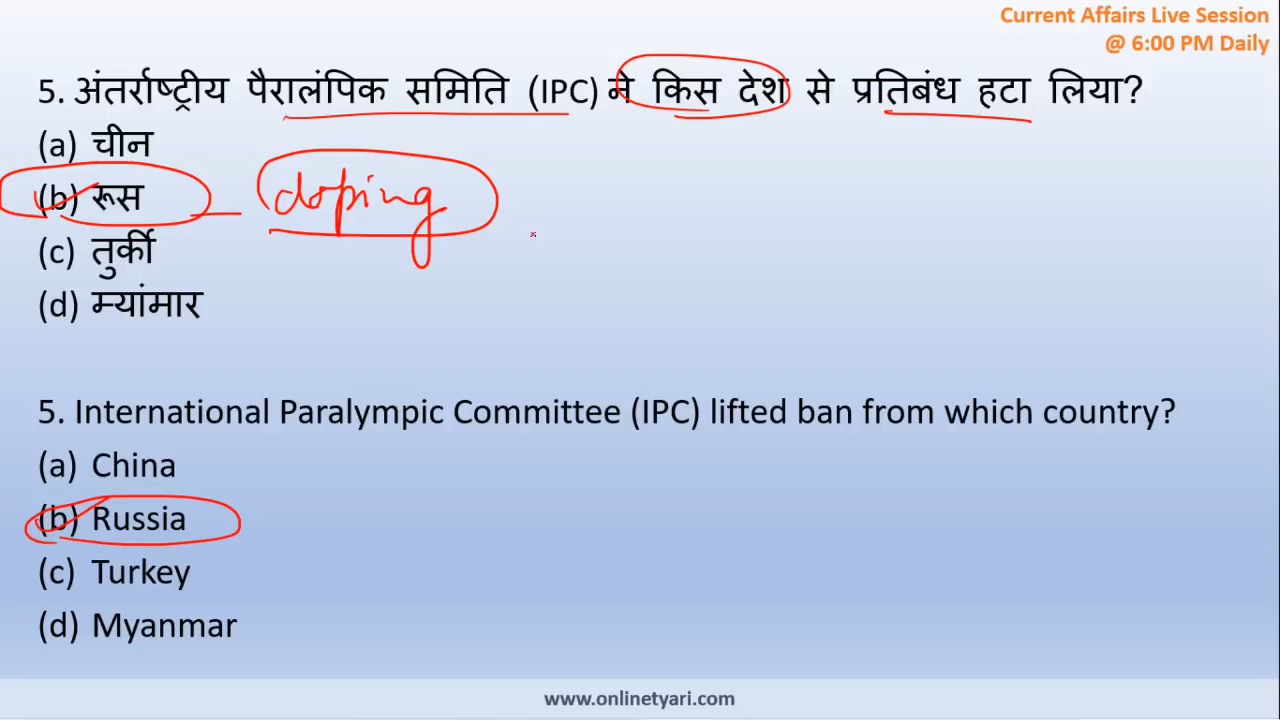 Current Affairs Live Session
@ 6:00 PM Daily
5. अंतर्राष्ट्रीय पैरालंपिक समिति (IPC) ने किस देश से प्रतिबंध हटा लिया?
(a) चीन
(b) रूस doping
(c) तुर्की
(d) म्यांमार
5. International Paralympic Committee (IPC) lifted ban from which country?
(a) China
(b) Russia
(c) Turkey
(d) Myanmar
www.onlinetyari.com